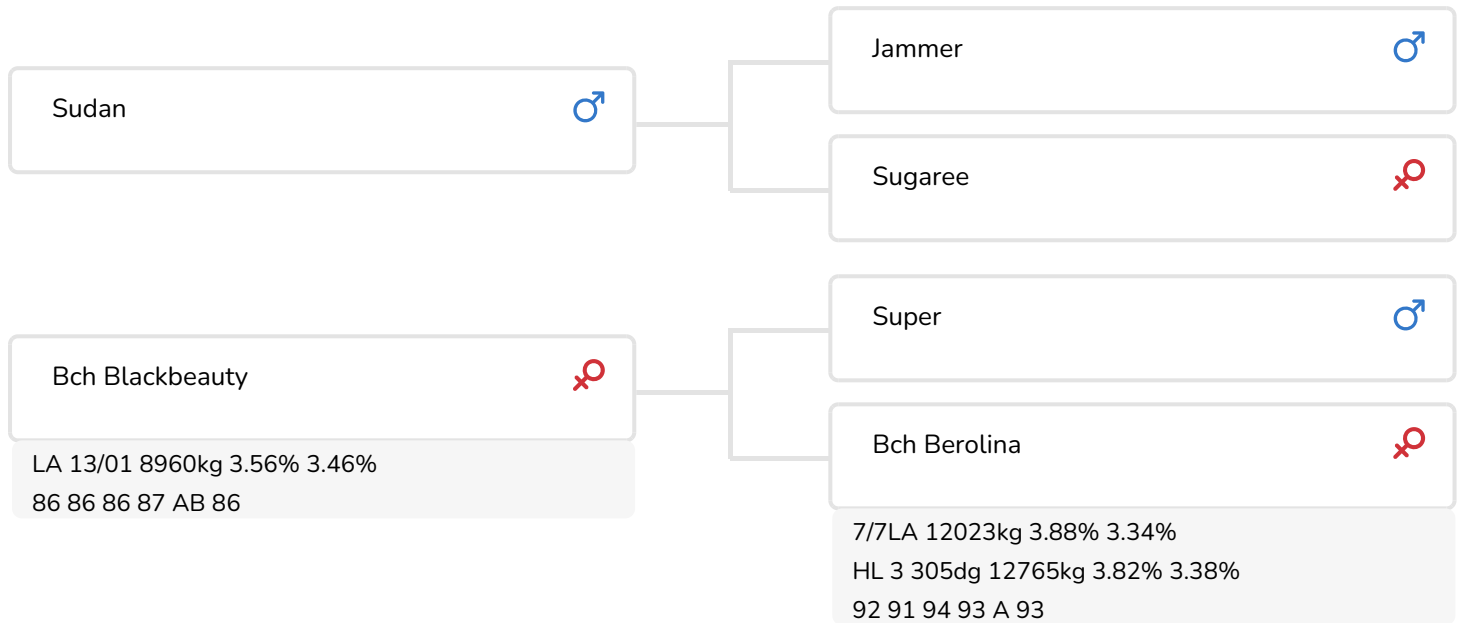 Jammer
Sudan
Sugaree
Super
Bch Blackbeauty
Bch Berolina
LA 13/01 8960kg 3.56% 3.46%
86 86 86 87 AB 86
7/7LA 12023kg 3.88% 3.34%
HL 3 305dg 12765kg 3.82% 3.38%
92 91 94 93 A 93